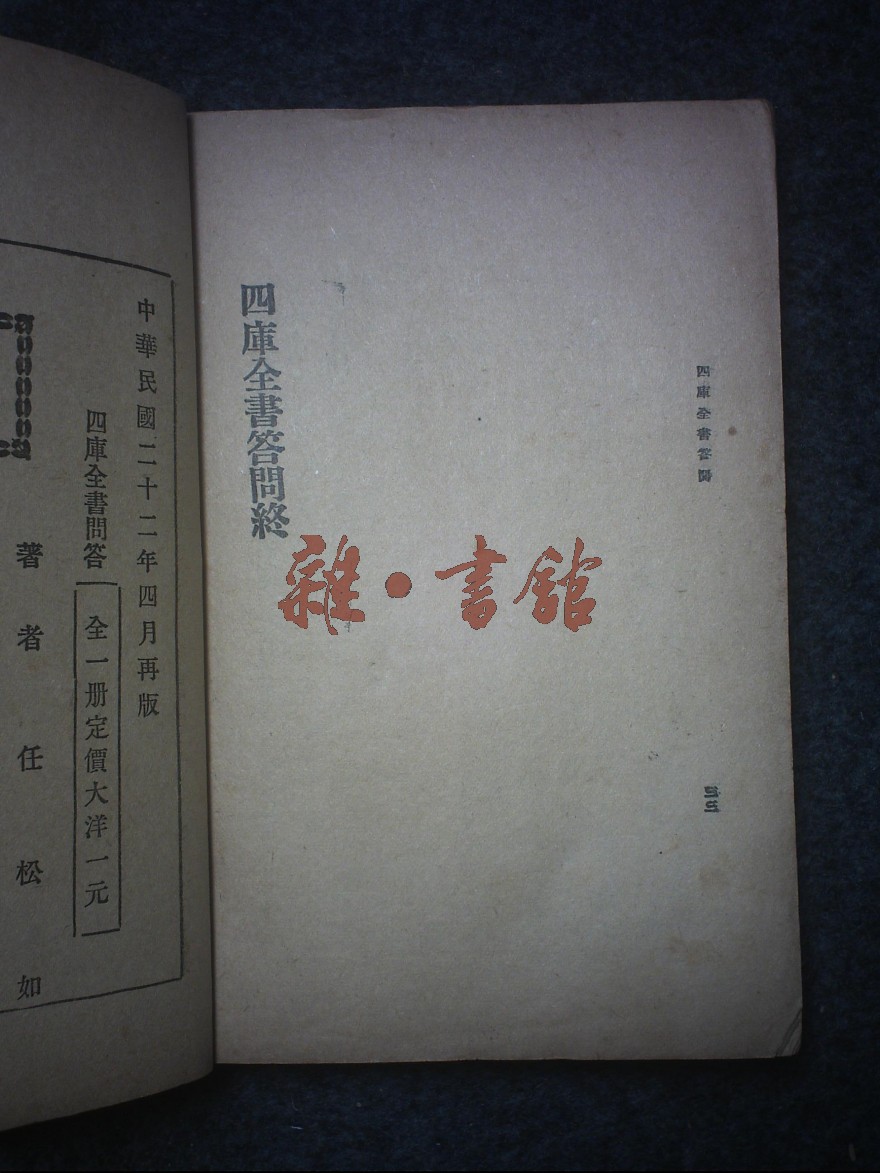 四庫全書答問
四庫全書答問終
雜·書館
中華民國二十二年四月再版
四庫全書問答
全一册定價大洋一元
著者任松如